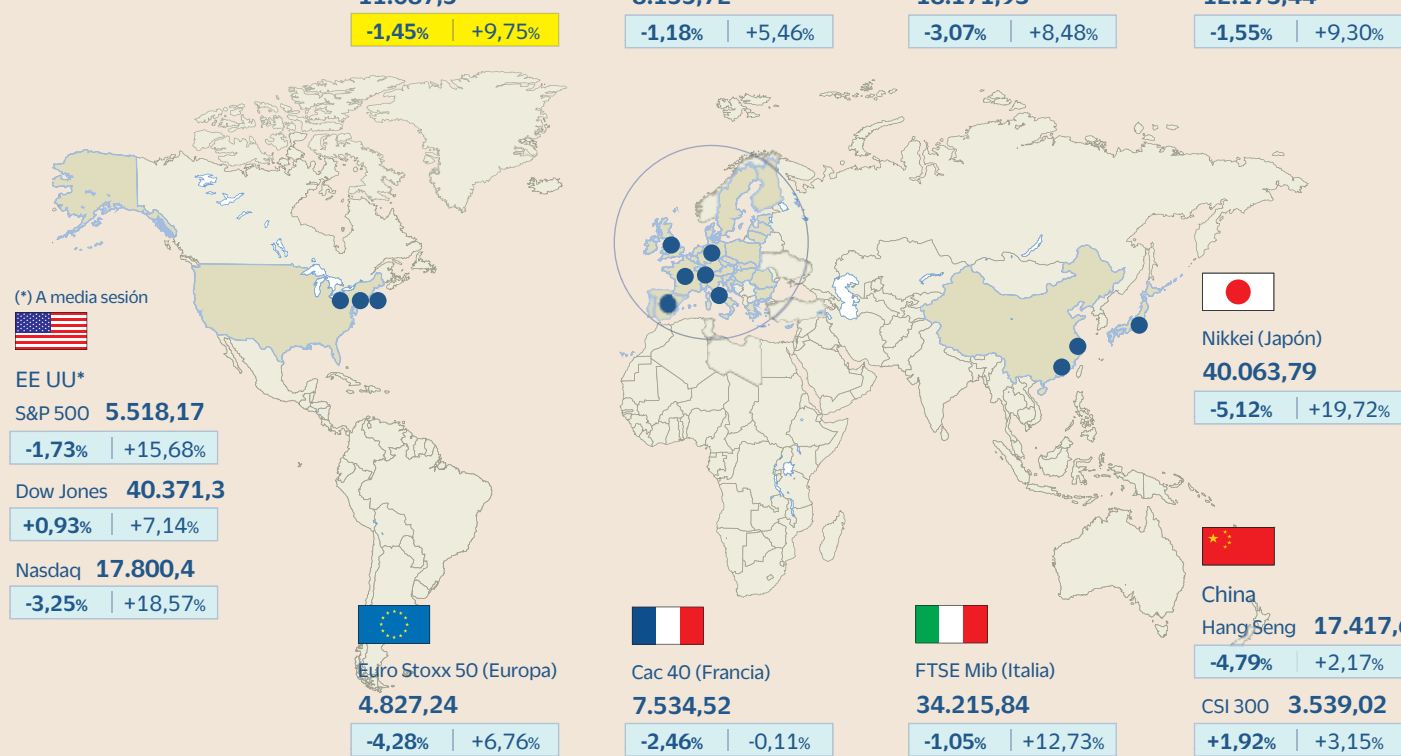 -1,45% +9,75%
-1,18% +5,46%
-3,07% +8,48%
-1,55% +9,30%
(*) A media sesión
EE UU*
S&P 500 5.518,17
-1,73% +15,68%
Dow Jones 40.371,3
+0,93% +7,14%
Nasdaq 17.800,4
-3,25% +18,57%
Nikkei (Japón)
40.063,79
-5,12% +19,72%
Euro Stoxx 50 (Europa)
4.827,24
-4,28% +6,76%
Cac 40 (Francia)
7.534,52
-2,46% -0,11%
FTSE Mib (Italia)
34.215,84
-1,05% +12,73%
China
Hang Seng 17.417,
-4,79% +2,17%
CSI 300 3.539,02
+1,92% +3,15%